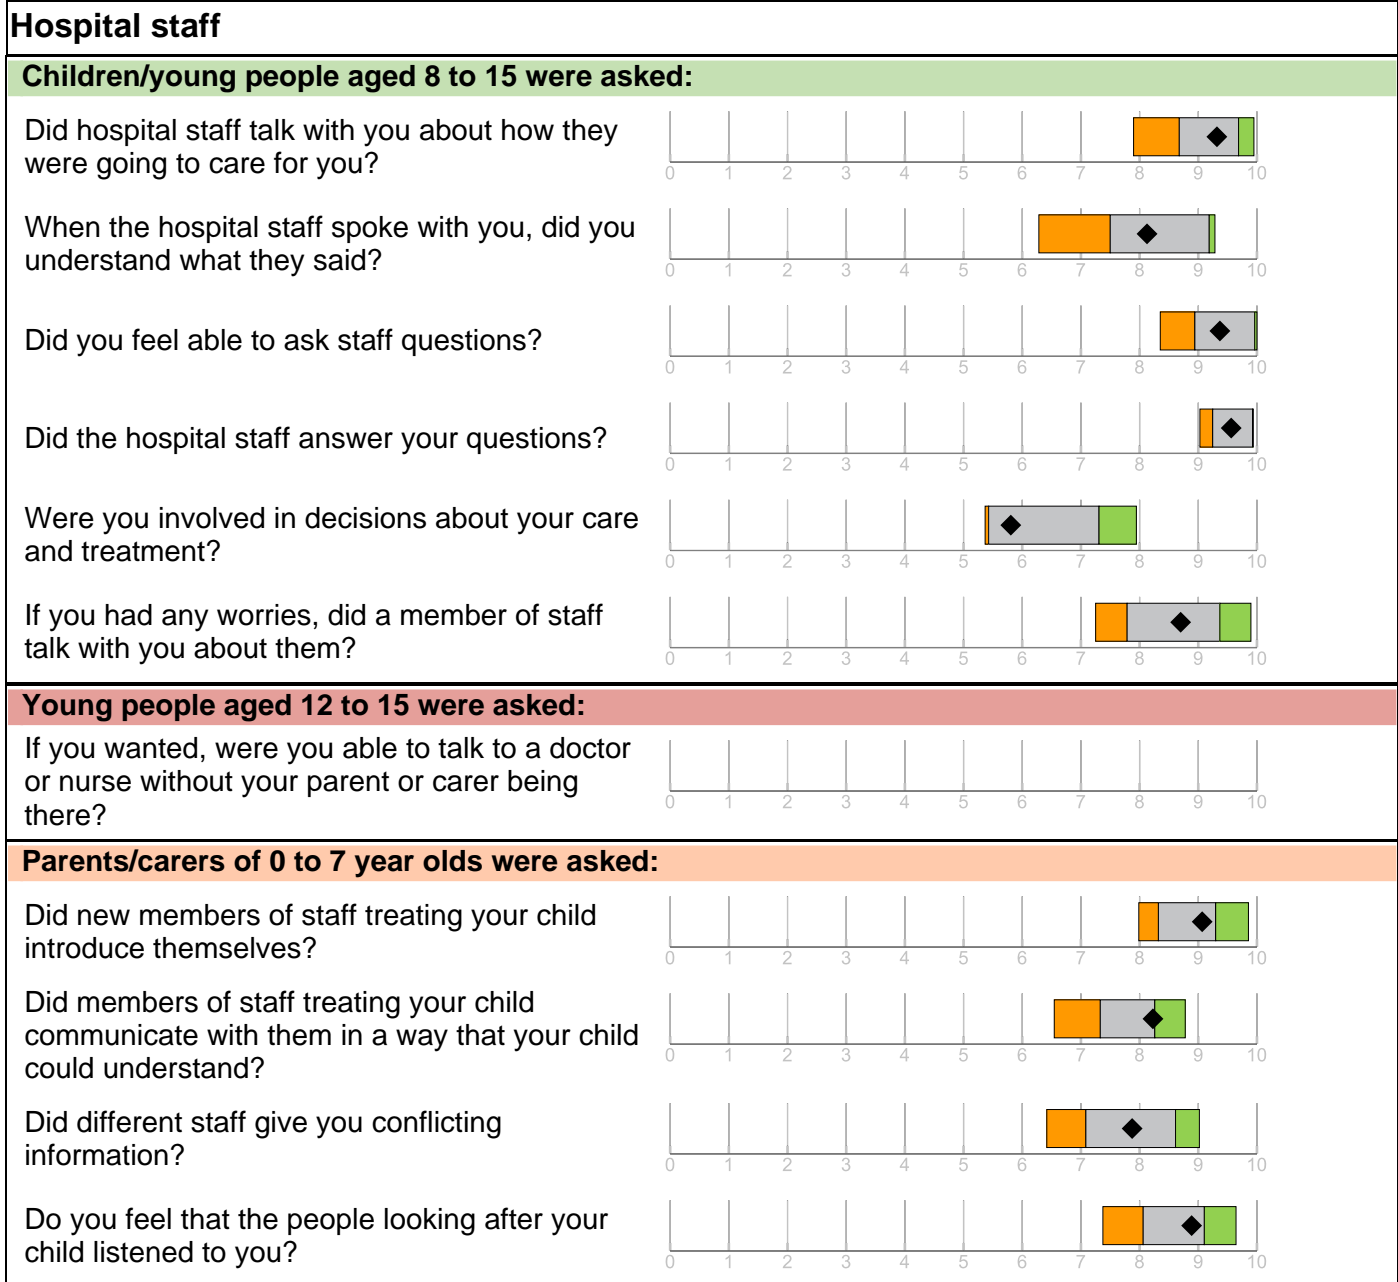 Hospital staff
Children/young people aged 8 to 15 were asked:
Did hospital staff talk with you about how they
were going to care for you?
0 1 2 3 4 5 6 7 8 9 10
When the hospital staff spoke with you, did you
understand what they said?
0 1 2 3 4 5 6 7 8 9 10
Did you feel able to ask staff questions?
0 1 2 3 4 5 6 7 8 9 10
Did the hospital staff answer your questions?
0 1 2 3 4 5 6 7 8 9 10
Were you involved in decisions about your care
and treatment?
0 1 2 3 4 5 6 7 8 9 10
If you had any worries, did a member of staff
talk with you about them?
0 1 2 3 4 5 6 7 8 9 10
Young people aged 12 to 15 were asked:
If you wanted, were you able to talk to a doctor
or nurse without your parent or carer being
there?
0 1 2 3 4 5 6 7 8 9 10
Parents/carers of 0 to 7 year olds were asked:
Did new members of staff treating your child
introduce themselves?
0 1 2 3 4 5 6 7 8 9 10
Did members of staff treating your child
communicate with them in a way that your child
could understand?
0 1 2 3 4 5 6 7 8 9 10
Did different staff give you conflicting
information?
0 1 2 3 4 5 6 7 8 9 10
Do you feel that the people looking after your
child listened to you?
0 1 2 3 4 5 6 7 8 9 10